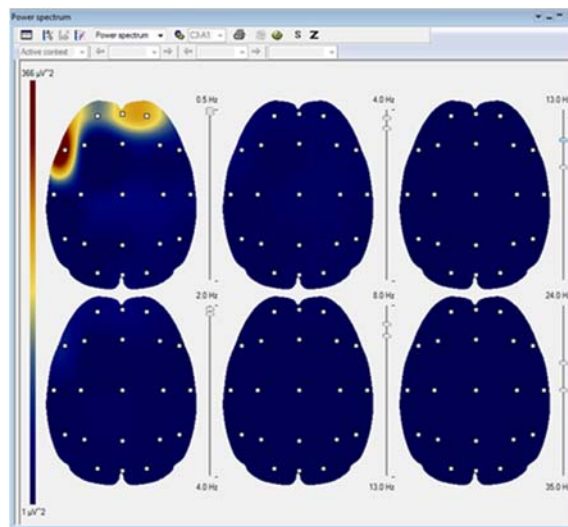 Power spectrum
Power spectrum C3-A1 S Z
Active context
366 µV^2
0.5 Hz 4.0 Hz 13.0 Hz
2.0 Hz 8.0 Hz 24.0 Hz
4.0 Hz 13.0 Hz 35.0 Hz
1 µV^2